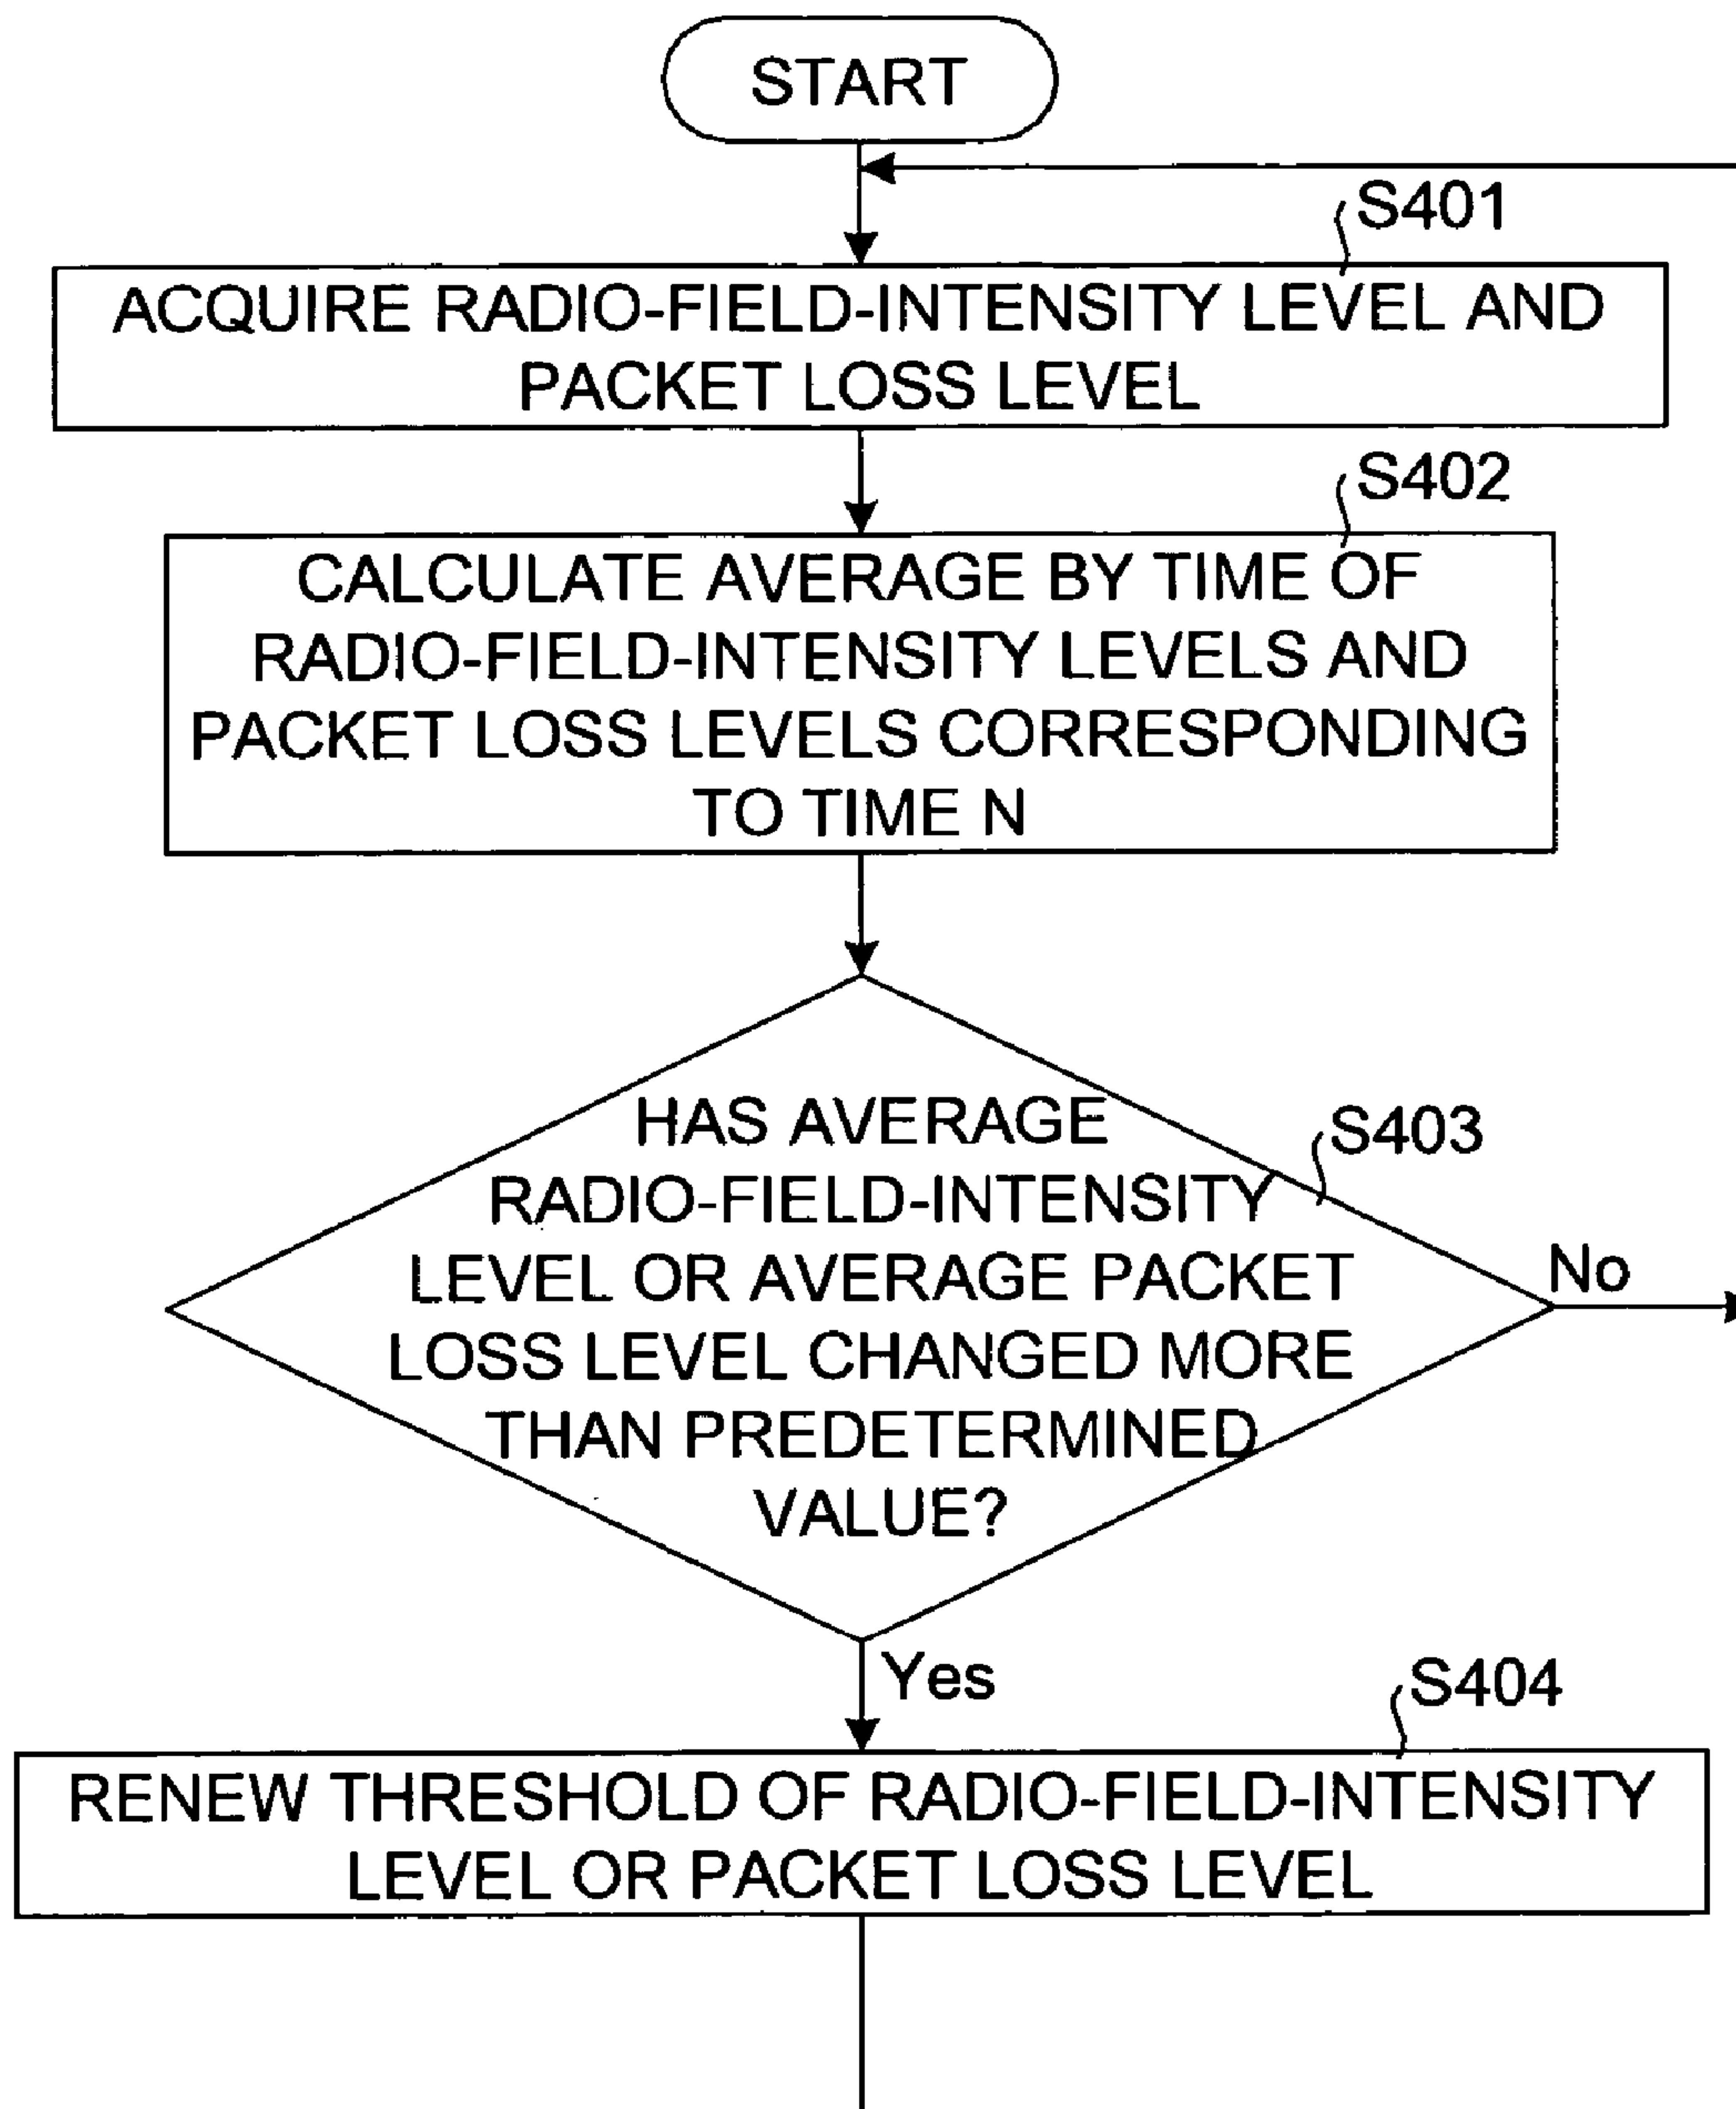 START
S401
ACQUIRE RADIO-FIELD-INTENSITY LEVEL AND
PACKET LOSS LEVEL
S402
CALCULATE AVERAGE BY TIME OF
RADIO-FIELD-INTENSITY LEVELS AND
PACKET LOSS LEVELS CORRESPONDING
TO TIME N
S403
HAS AVERAGE
RADIO-FIELD-INTENSITY
LEVEL OR AVERAGE PACKET
LOSS LEVEL CHANGED MORE
THAN PREDETERMINED
VALUE?
No
Yes
S404
RENEW THRESHOLD OF RADIO-FIELD-INTENSITY
LEVEL OR PACKET LOSS LEVEL